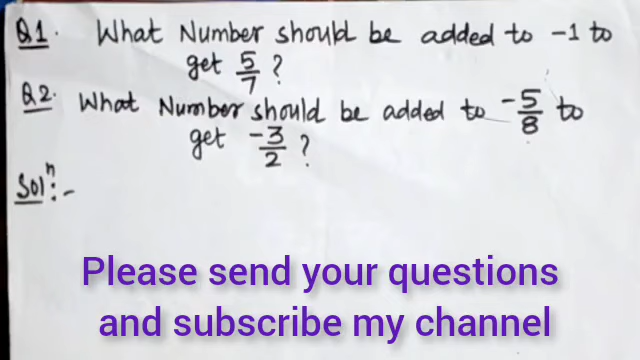 Q1. What Number should be added to -1 to
get 5/7 ?
Q2. What Number should be added to -5/8 to
get -3/2 ?
Solⁿ:-
Please send your questions
and subscribe my channel